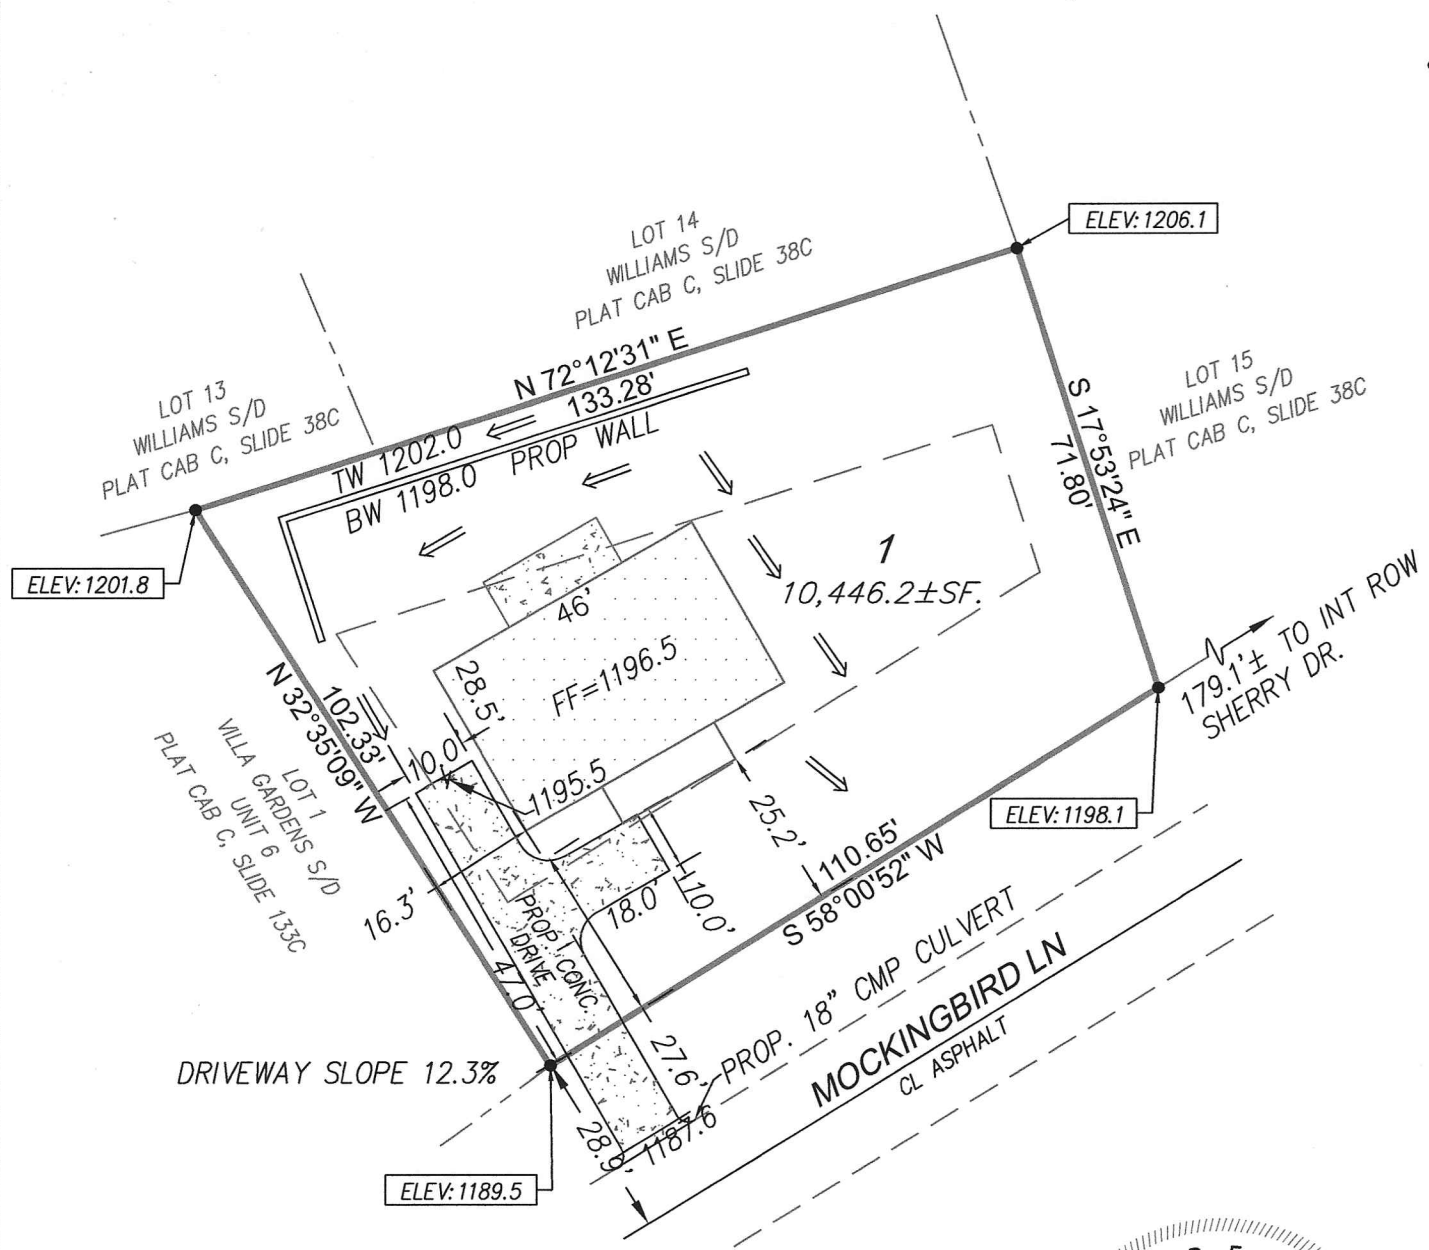 ELEV: 1206.1
LOT 14
WILLIAMS S/D
PLAT CAB C, SLIDE 38C
N 72°12'31" E
133.28'
LOT 13
WILLIAMS S/D
PLAT CAB C, SLIDE 38C
LOT 15
WILLIAMS S/D
PLAT CAB C, SLIDE 38C
S 17°53'24" E
71.80'
TW 1202.0
BW 1198.0
PROP WALL
ELEV: 1201.8
1
10,446.2±SF.
46'
28.5'
FF=1196.5
179.1'± TO INT ROW
SHERRY DR.
N 32°35'09" W
102.33'
LOT 1
VILLA GARDENS S/D
UNIT 6
PLAT CAB C, SLIDE 133C
10.0'
1195.5
25.2'
ELEV: 1198.1
110.65'
S 58°00'52" W
16.3'
18.0'
10.0'
PROP. CONC.
DRIVE
47.0'
27.6'
PROP. 18" CMP CULVERT
MOCKINGBIRD LN
CL ASPHALT
DRIVEWAY SLOPE 12.3%
1187.6
ELEV: 1189.5